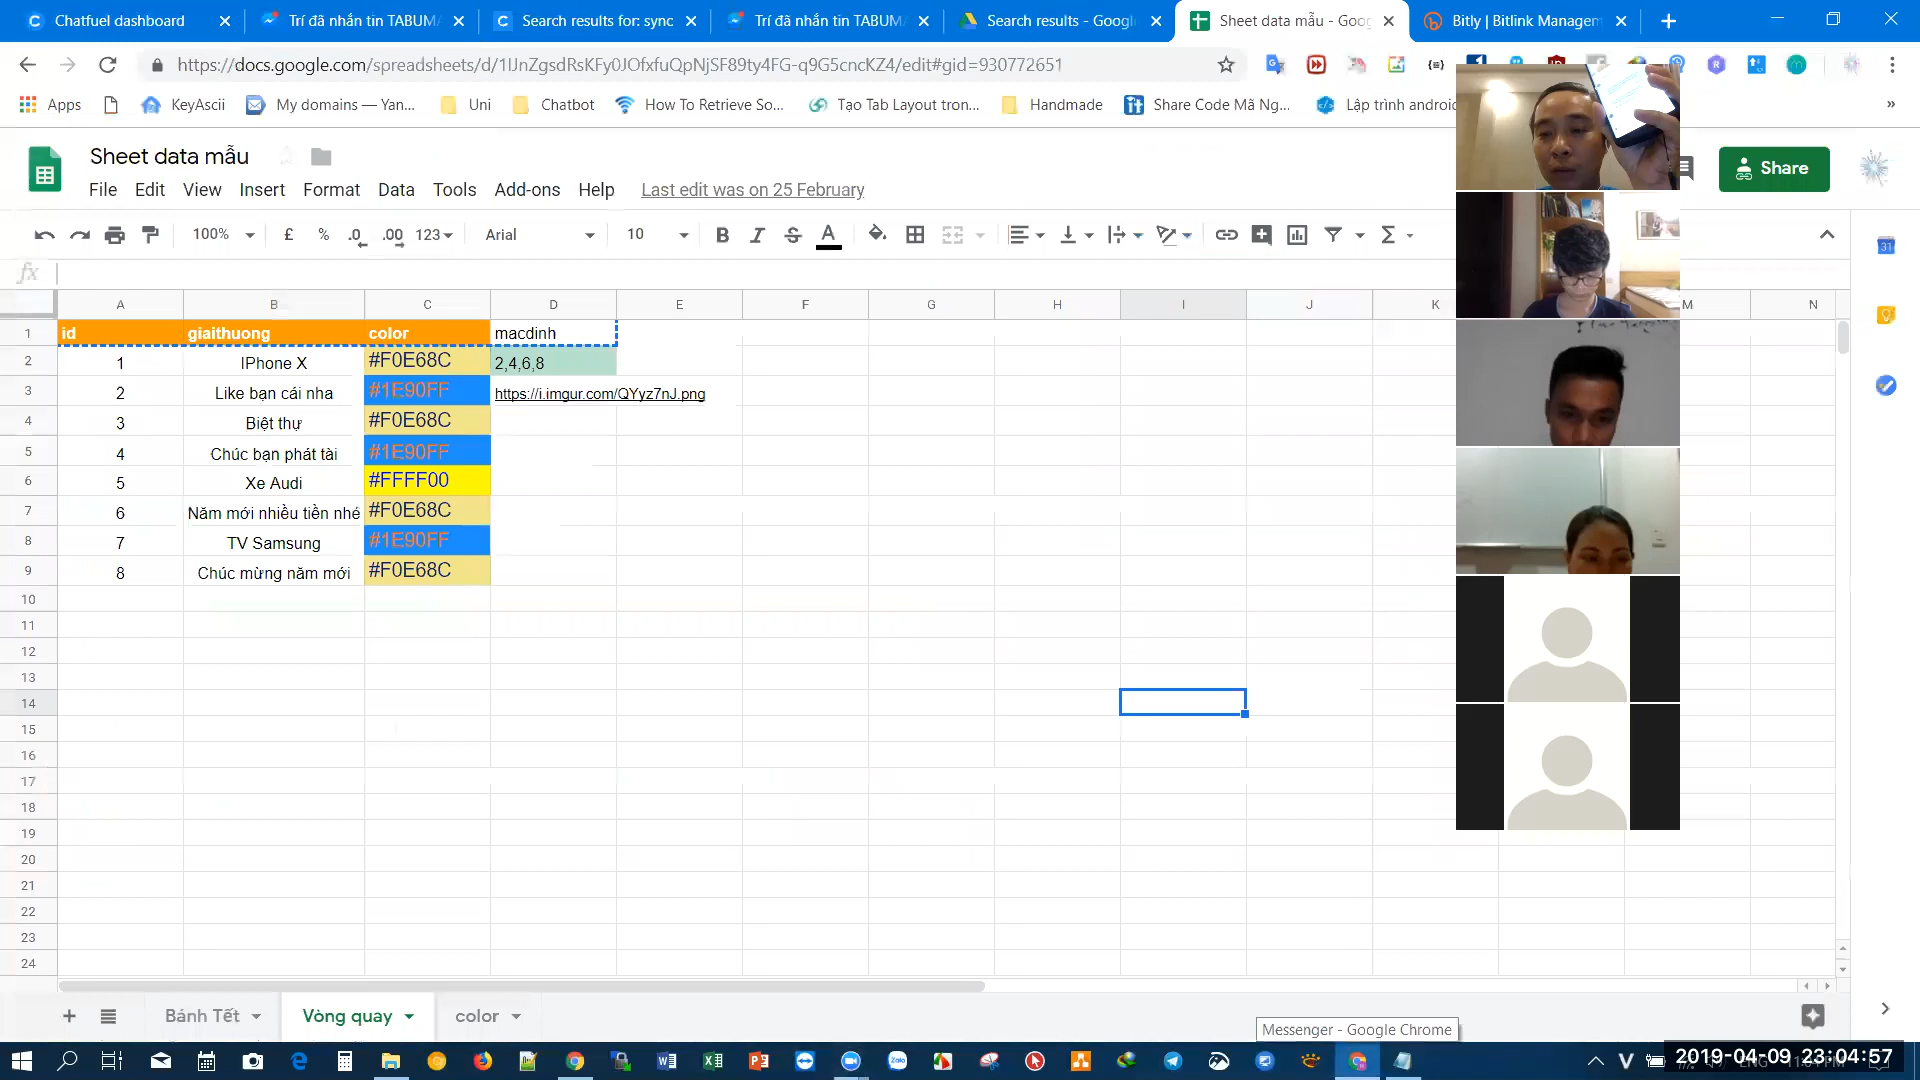 Chatfuel dashboard
Trí đã nhắn tin TABUMA
Search results for: sync
Trí đã nhắn tin TABUMA
Search results - Google
Sheet data mẫu - Goog
Bitly | Bitlink Managem
https://docs.google.com/spreadsheets/d/1IJnZgsdRsKFy0JOfxfuQpNjSF89ty4FG-q9G5cncKZ4/edit#gid=930772651
Apps
KeyAscii
My domains — Yan...
Uni
Chatbot
How To Retrieve So...
Tạo Tab Layout tron...
Handmade
Share Code Mã Ng...
Lập trình android
»
Sheet data mẫu
File Edit View Insert Format Data Tools Add-ons Help Last edit was on 25 February
Share
100% £ % .0 .00 123 Arial 10 B I S A
fx
A B C D E F G H I J K M N
1 id giaithuong color macdinh
2 1 IPhone X #F0E68C 2,4,6,8
3 2 Like bạn cái nha #1E90FF https://i.imgur.com/QYyz7nJ.png
4 3 Biệt thự #F0E68C
5 4 Chúc bạn phát tài #1E90FF
6 5 Xe Audi #FFFF00
7 6 Năm mới nhiều tiền nhé #F0E68C
8 7 TV Samsung #1E90FF
9 8 Chúc mừng năm mới #F0E68C
10
11
12
13
14
15
16
17
18
19
20
21
22
23
24
Bánh Tết
Vòng quay
color
Messenger - Google Chrome
2019-04-09 23:04:57